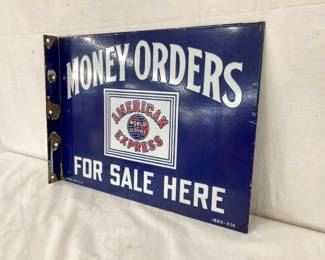 MONEY ORDERS
AMERICAN
WORLD
SERVICE
EXPRESS
FOR SALE HERE